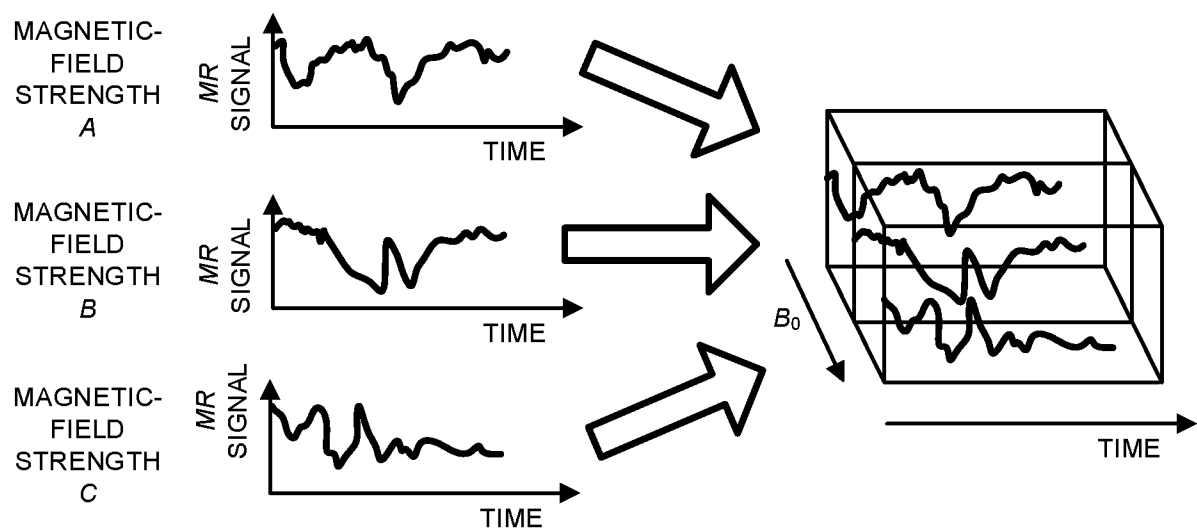 MAGNETIC-
FIELD
STRENGTH
A
MR
SIGNAL
TIME
MAGNETIC-
FIELD
STRENGTH
B
MR
SIGNAL
TIME
MAGNETIC-
FIELD
STRENGTH
C
MR
SIGNAL
TIME
B₀
TIME